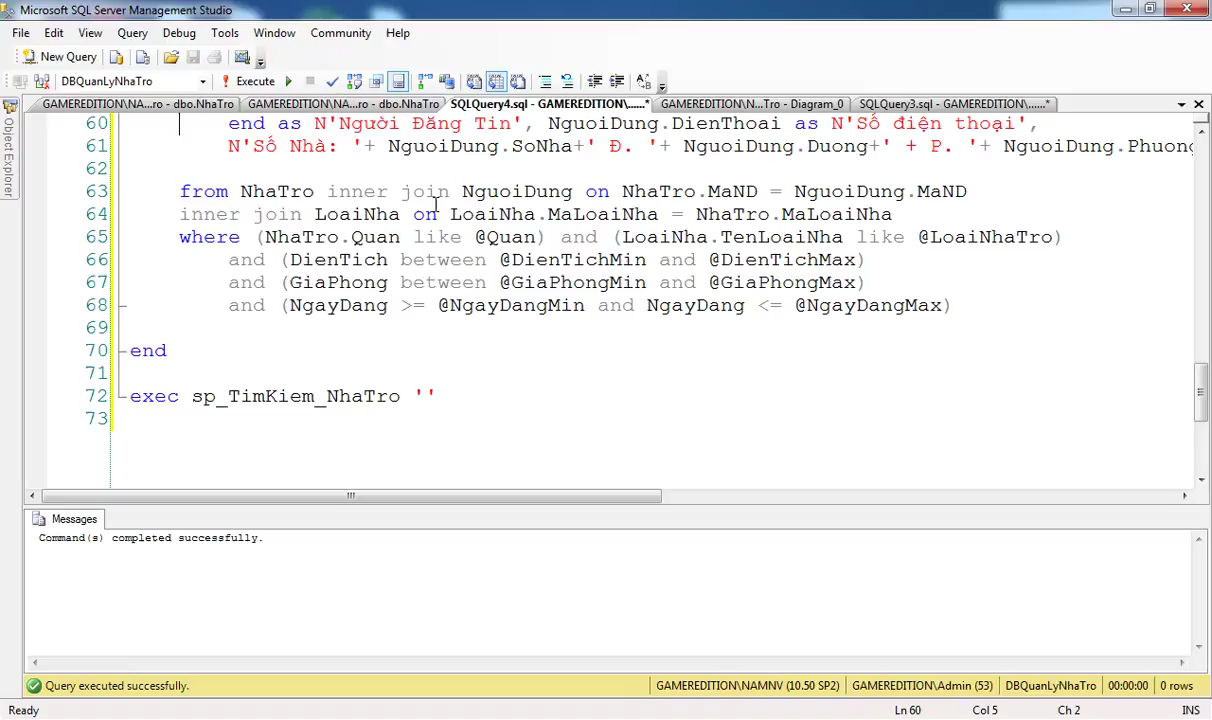 Microsoft SQL Server Management Studio
File Edit View Query Debug Tools Window Community Help
New Query
DBQuanLyNhaTro Execute
GAMEREDITION\NA...ro - dbo.NhaTro GAMEREDITION\NA...ro - dbo.NhaTro SQLQuery4.sql - GAMEREDITION\......* GAMEREDITION\N...Tro - Diagram_0 SQLQuery3.sql - GAMEREDITION\......*
Object Explorer
60 end as N'Người Đăng Tin', NguoiDung.DienThoai as N'Số điện thoại',
61 N'Số Nhà: '+ NguoiDung.SoNha+' Đ. '+ NguoiDung.Duong+' + P. '+ NguoiDung.Phuong
62
63 from NhaTro inner join NguoiDung on NhaTro.MaND = NguoiDung.MaND
64 inner join LoaiNha on LoaiNha.MaLoaiNha = NhaTro.MaLoaiNha
65 where (NhaTro.Quan like @Quan) and (LoaiNha.TenLoaiNha like @LoaiNhaTro)
66 and (DienTich between @DienTichMin and @DienTichMax)
67 and (GiaPhong between @GiaPhongMin and @GiaPhongMax)
68 and (NgayDang >= @NgayDangMin and NgayDang <= @NgayDangMax)
69
70 end
71
72 exec sp_TimKiem_NhaTro ''
73
Messages
Command(s) completed successfully.
Query executed successfully. GAMEREDITION\NAMNV (10.50 SP2) GAMEREDITION\Admin (53) DBQuanLyNhaTro 00:00:00 0 rows
Ready Ln 60 Col 5 Ch 2 INS